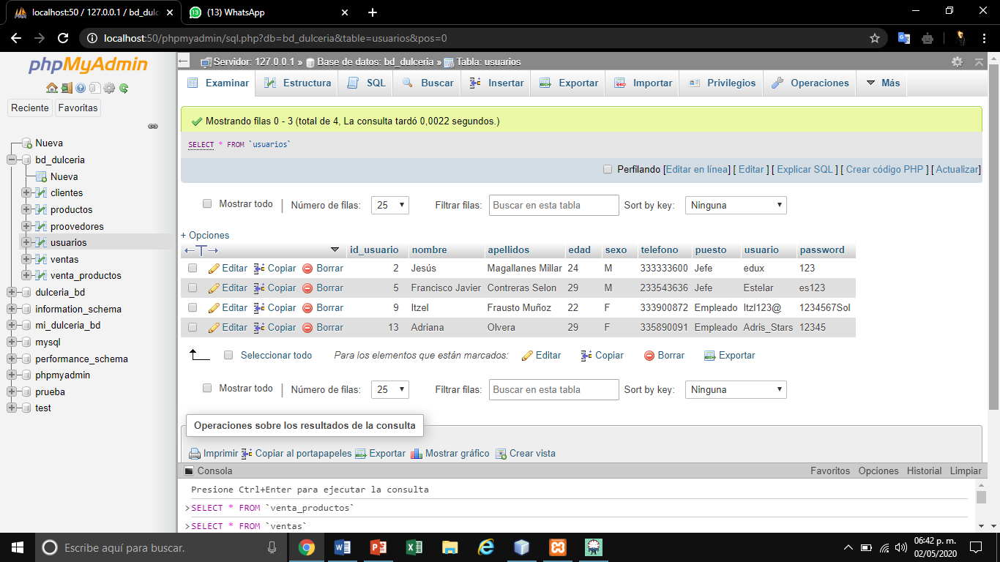 localhost:50 / 127.0.0.1 / bd_dulc
(13) WhatsApp
localhost:50/phpmyadmin/sql.php?db=bd_dulceria&table=usuarios&pos=0
phpMyAdmin
Reciente Favoritas
Nueva
bd_dulceria
Nueva
clientes
productos
proovedores
usuarios
ventas
venta_productos
dulceria_bd
information_schema
mi_dulceria_bd
mysql
performance_schema
phpmyadmin
prueba
test
Servidor: 127.0.0.1 » Base de datos: bd_dulceria » Tabla: usuarios
Examinar Estructura SQL Buscar Insertar Exportar Importar Privilegios Operaciones Más
Mostrando filas 0 - 3 (total de 4, La consulta tardó 0,0022 segundos.)
SELECT * FROM `usuarios`
Perfilando [Editar en línea] [ Editar ] [ Explicar SQL ] [ Crear código PHP ] [ Actualizar]
Mostrar todo | Número de filas: 25 Filtrar filas: Buscar en esta tabla Sort by key: Ninguna
+ Opciones
id_usuario nombre apellidos edad sexo telefono puesto usuario password
Editar Copiar Borrar 2 Jesús Magallanes Millar 24 M 333333600 Jefe edux 123
Editar Copiar Borrar 5 Francisco Javier Contreras Selon 29 M 233543636 Jefe Estelar es123
Editar Copiar Borrar 9 Itzel Frausto Muñoz 22 F 333900872 Empleado Itzl123@ 1234567Sol
Editar Copiar Borrar 13 Adriana Olvera 29 F 335890091 Empleado Adris_Stars 12345
Seleccionar todo Para los elementos que están marcados: Editar Copiar Borrar Exportar
Mostrar todo | Número de filas: 25 Filtrar filas: Buscar en esta tabla Sort by key: Ninguna
Operaciones sobre los resultados de la consulta
Imprimir Copiar al portapapeles Exportar Mostrar gráfico Crear vista
Consola Favoritos Opciones Historial Limpiar
Presione Ctrl+Enter para ejecutar la consulta
>SELECT * FROM `venta_productos`
>SELECT * FROM `ventas`
Escribe aquí para buscar.
06:42 p. m.
02/05/2020